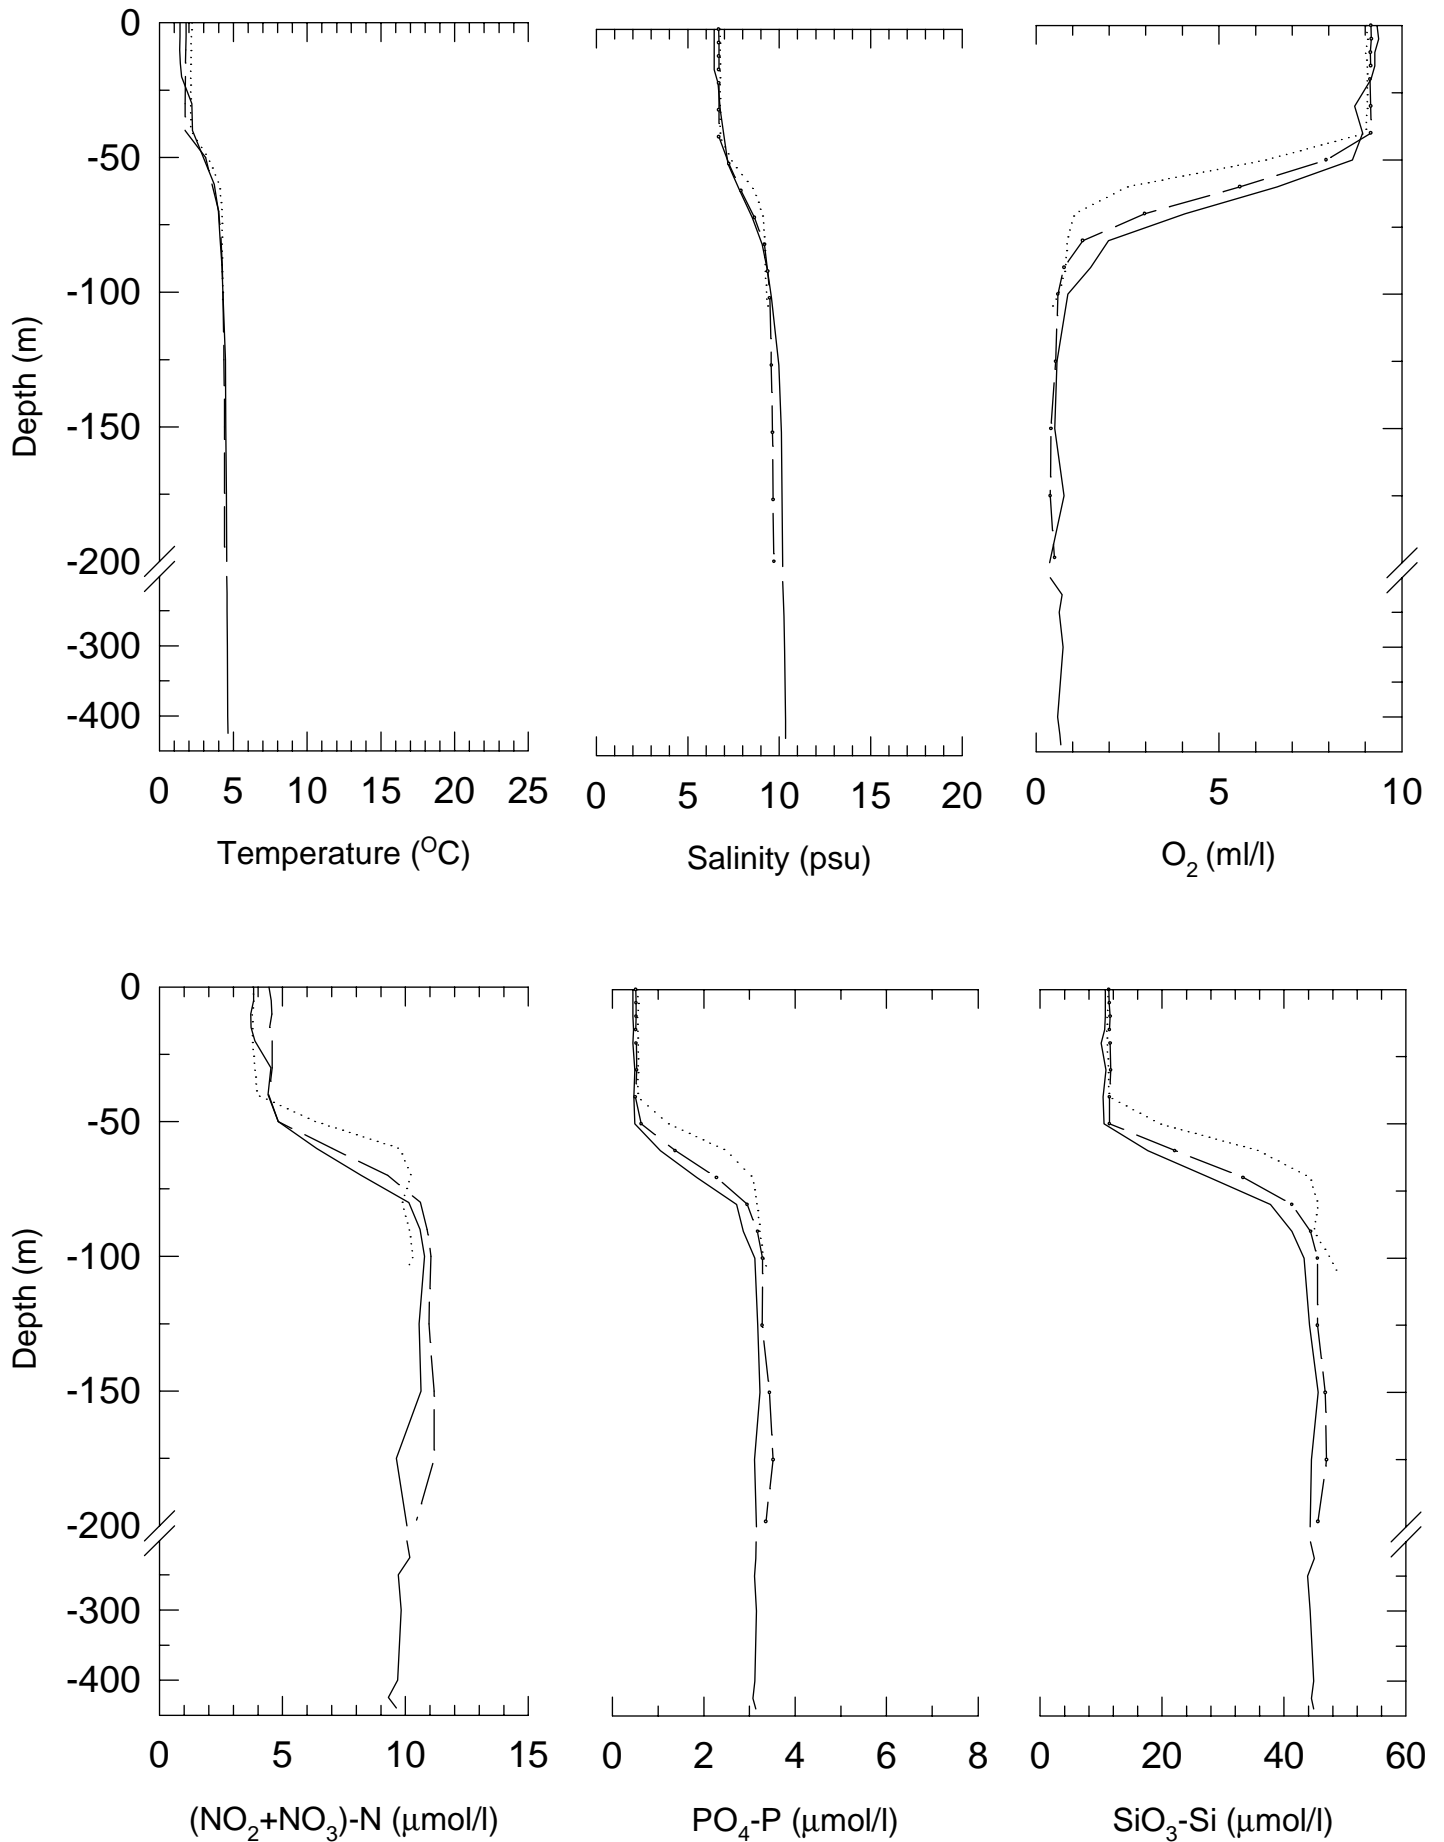 0
-50
-100
-150
-200
-300
-400
Depth (m)
0 5 10 15 20 25
Temperature (OC)
0 5 10 15 20
Salinity (psu)
0 5 10
O2 (ml/l)
0
-50
-100
-150
-200
-300
-400
Depth (m)
0 5 10 15
(NO2+NO3)-N (μmol/l)
0 2 4 6 8
PO4-P (μmol/l)
0 20 40 60
SiO3-Si (μmol/l)